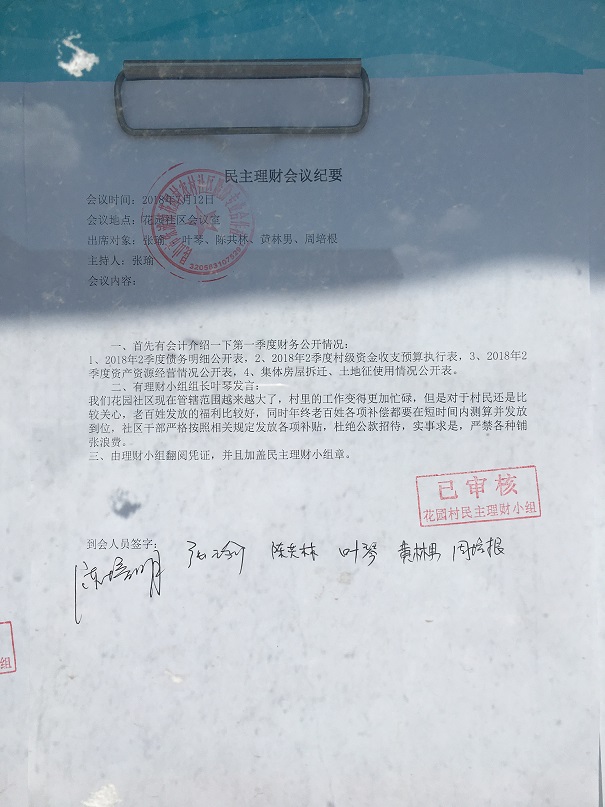 民主理财会议纪要
会议时间：2018年7月12日
会议地点：花园社区会议室
出席对象：张瑜、叶琴、陈共林、黄林男、周培根
主持人：张瑜
会议内容：
一、首先有会计介绍一下第一季度财务公开情况：
1、2018年2季度债务明细公开表，2、2018年2季度村级资金收支预算执行表，3、2018年2
季度资产资源经营情况公开表，4、集体房屋拆迁、土地征使用情况公开表。
二、有理财小组组长叶琴发言：
我们花园社区现在管辖范围越来越大了，村里的工作变得更加忙碌，但是对于村民还是比
较关心，老百姓发放的福利比较好，同时年终老百姓各项补偿都要在短时间内测算并发放
到位，社区干部严格按照相关规定发放各项补贴，杜绝公款招待，实事求是，严禁各种铺
张浪费。
三、由理财小组翻阅凭证，并且加盖民主理财小组章。
已审核
花园村民主理财小组
到会人员签字：
张瑜 陈共林 叶琴 黄林男 周培根
组